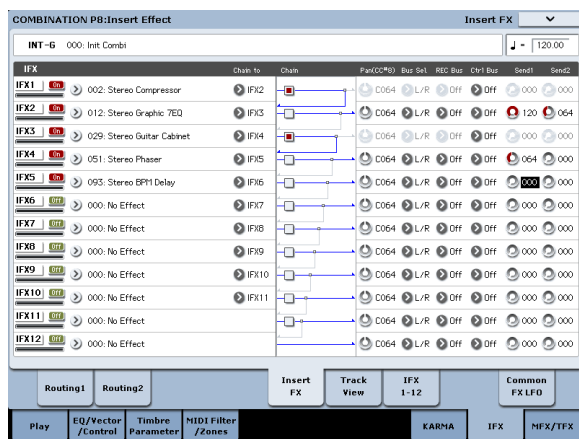 COMBINATION P8:Insert Effect Insert FX
INT-G 000: Init Combi ♩ = 120.00
IFX Chain to Chain Pan(CC#8) Bus Sel. REC Bus Ctrl Bus Send1 Send2
IFX1 On 002: Stereo Compressor IFX2 C064 L/R Off Off 000 000
IFX2 On 012: Stereo Graphic 7EQ IFX3 C064 L/R Off Off 120 064
IFX3 On 029: Stereo Guitar Cabinet IFX4 C064 L/R Off Off 000 000
IFX4 On 051: Stereo Phaser IFX5 C064 L/R Off Off 064 000
IFX5 On 093: Stereo BPM Delay IFX6 C064 L/R Off Off 000 000
IFX6 Off 000: No Effect IFX7 C064 L/R Off Off 000 000
IFX7 Off 000: No Effect IFX8 C064 L/R Off Off 000 000
IFX8 Off 000: No Effect IFX9 C064 L/R Off Off 000 000
IFX9 Off 000: No Effect IFX10 C064 L/R Off Off 000 000
IFX10 Off 000: No Effect IFX11 C064 L/R Off Off 000 000
IFX11 Off 000: No Effect C064 L/R Off Off 000 000
IFX12 Off 000: No Effect C064 L/R Off Off 000 000
Routing1 Routing2 Insert FX Track View IFX 1-12 Common FX LFO
Play EQ/Vector /Control Timbre Parameter MIDI Filter /Zones KARMA IFX MFX/TFX